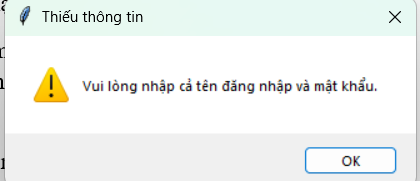 Thiếu thông tin
Vui lòng nhập cả tên đăng nhập và mật khẩu.
OK